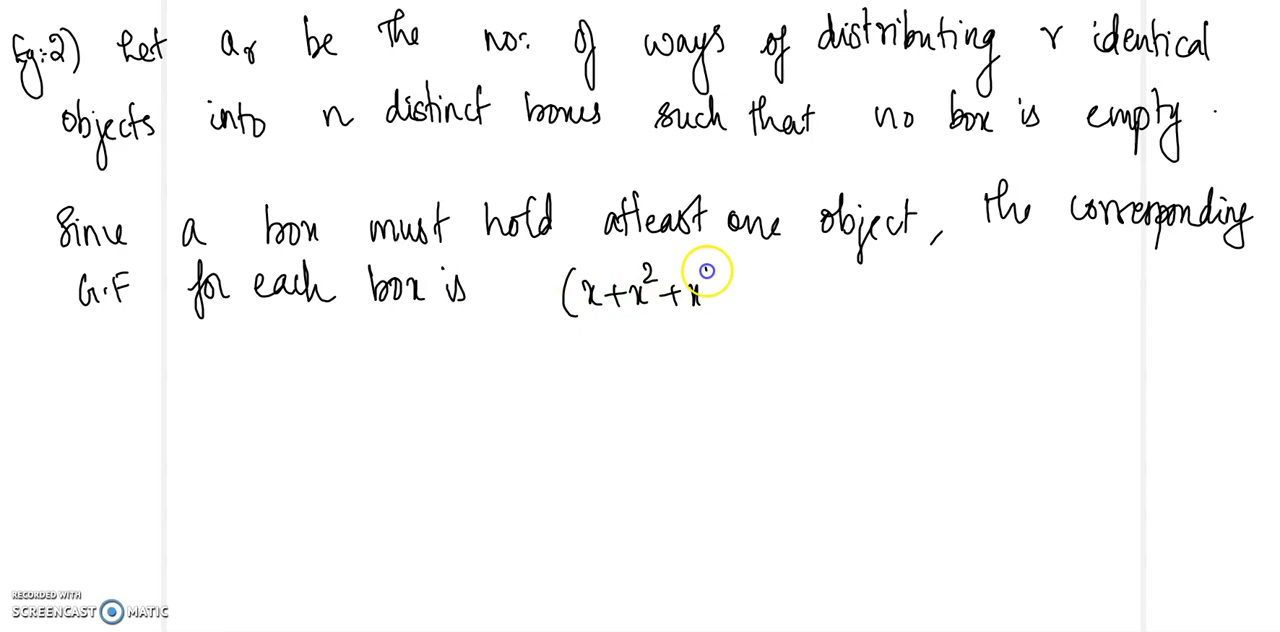 Eg:-2) Let aᵣ be the no: of ways of distributing r identical
objects into n distinct boxes such that no box is empty.
Since a box must hold atleast one object, the corresponding
G.F for each box is (x+x²+x
RECORDED WITH
SCREENCAST MATIC